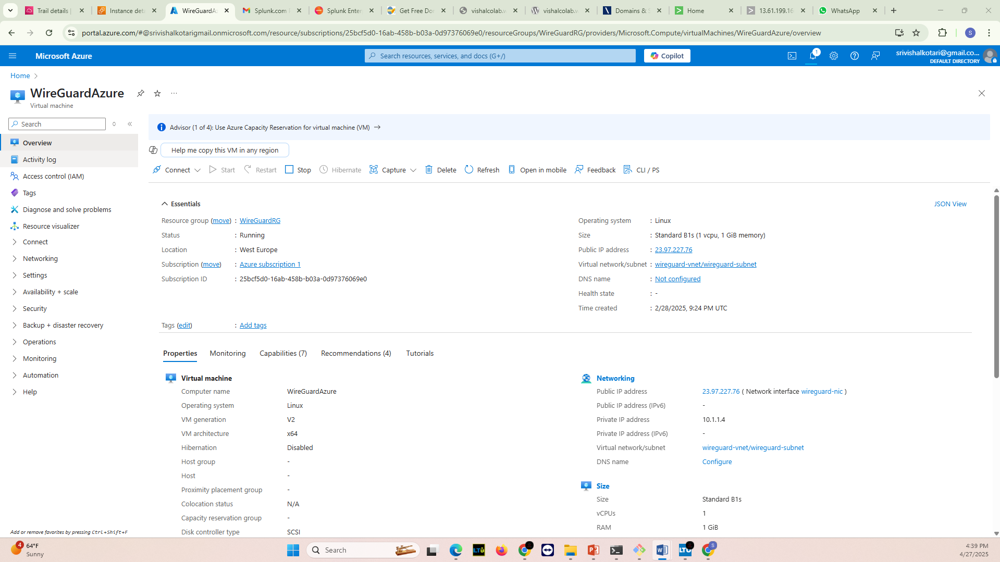 Trail details |
Instance deta
WireGuardAz
Splunk.com
Splunk Enter
Get Free Dom
vishalcolab.w
vishalcolab.w
Domains & S
Home
13.61.199.16
WhatsApp
portal.azure.com/#@srivishalkotarigmail.onmicrosoft.com/resource/subscriptions/25bcf5d0-16ab-458b-b03a-0d97376069e0/resourceGroups/WireGuardRG/providers/Microsoft.Compute/virtualMachines/WireGuardAzure/overview
S
Microsoft Azure
Search resources, services, and docs (G+/)
Copilot
1
srivishalkotari@gmail.co...
DEFAULT DIRECTORY
Home
WireGuardAzure
Virtual machine
Search
Advisor (1 of 4): Use Azure Capacity Reservation for virtual machine (VM) →
Help me copy this VM in any region
Connect
Start
Restart
Stop
Hibernate
Capture
Delete
Refresh
Open in mobile
Feedback
CLI / PS
Overview
Activity log
Access control (IAM)
Tags
Diagnose and solve problems
Resource visualizer
Connect
Networking
Settings
Availability + scale
Security
Backup + disaster recovery
Operations
Monitoring
Automation
Help
Add or remove favorites by pressing Ctrl+Shift+F
Essentials
JSON View
Resource group (move) : WireGuardRG
Status : Running
Location : West Europe
Subscription (move) : Azure subscription 1
Subscription ID : 25bcf5d0-16ab-458b-b03a-0d97376069e0
Operating system : Linux
Size : Standard B1s (1 vcpu, 1 GiB memory)
Public IP address : 23.97.227.76
Virtual network/subnet : wireguard-vnet/wireguard-subnet
DNS name : Not configured
Health state : -
Time created : 2/28/2025, 9:24 PM UTC
Tags (edit) : Add tags
Properties
Monitoring
Capabilities (7)
Recommendations (4)
Tutorials
Virtual machine
Computer name WireGuardAzure
Operating system Linux
VM generation V2
VM architecture x64
Hibernation Disabled
Host group -
Host -
Proximity placement group -
Colocation status N/A
Capacity reservation group -
Disk controller type SCSI
Networking
Public IP address 23.97.227.76 ( Network interface wireguard-nic )
Public IP address (IPv6) -
Private IP address 10.1.1.4
Private IP address (IPv6) -
Virtual network/subnet wireguard-vnet/wireguard-subnet
DNS name Configure
Size
Size Standard B1s
vCPUs 1
RAM 1 GiB
4
64°F
Sunny
Search
LTU
LTU
S
4:39 PM
4/27/2025